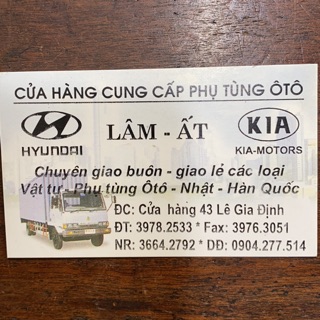 CỬA HÀNG CUNG CẤP PHỤ TÙNG ÔTÔ
HYUNDAI
LÂM - ẤT
KIA
KIA-MOTORS
Chuyên giao buôn - giao lẻ các loại
Vật tư - Phụ tùng Ôtô - Nhật - Hàn Quốc
ĐC: Cửa hàng 43 Lê Gia Định
ĐT: 3978.2533 * Fax: 3976.3051
NR: 3664.2792 * DĐ: 0904.277.514